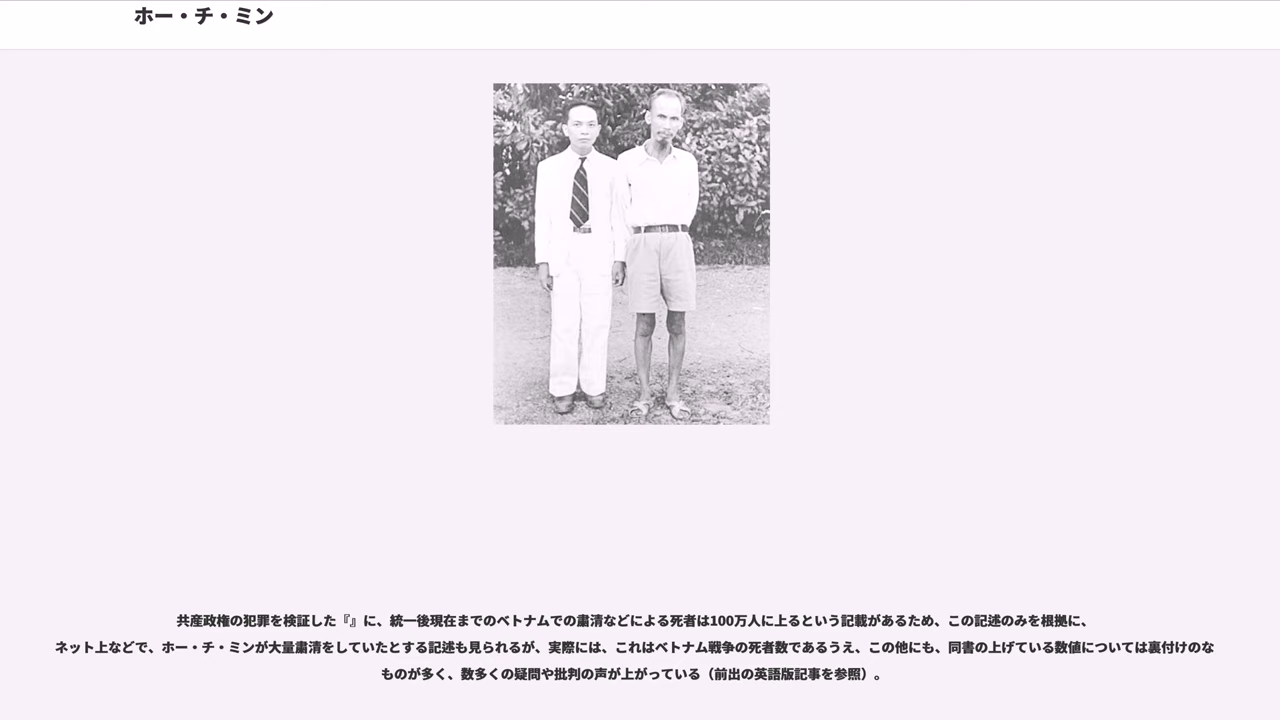 ホー・チ・ミン
共産政権の犯罪を検証した『』に、統一後現在までのベトナムでの粛清などによる死者は100万人に上るという記載があるため、この記述のみを根拠に、
ネット上などで、ホー・チ・ミンが大量粛清をしていたとする記述も見られるが、実際には、これはベトナム戦争の死者数であるうえ、この他にも、同書の上げている数値については裏付けのな
ものが多く、数多くの疑問や批判の声が上がっている（前出の英語版記事を参照）。